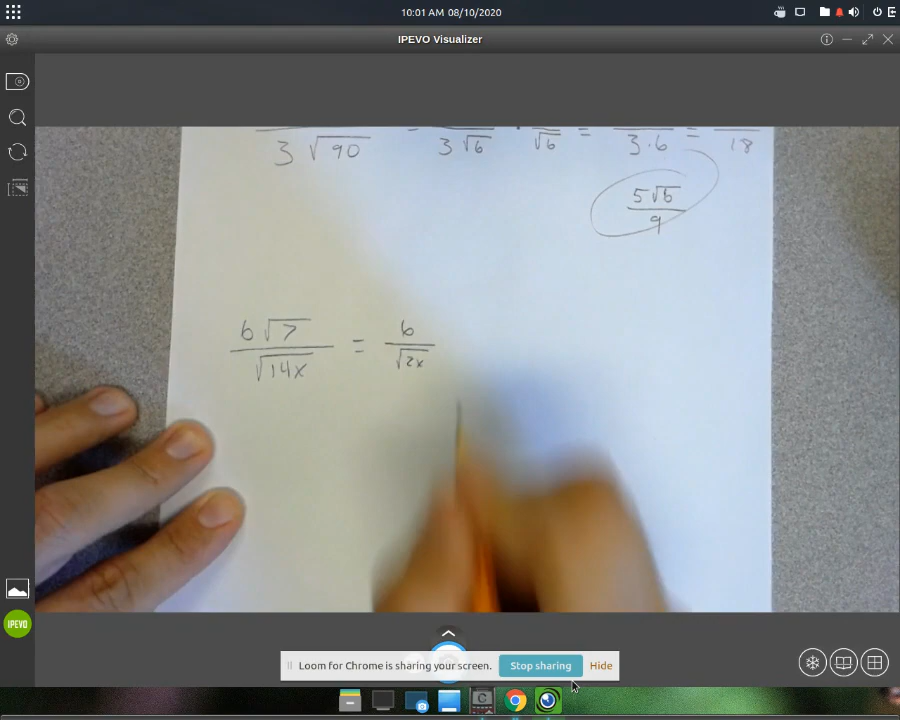 10:01 AM 08/10/2020
IPEVO Visualizer
3 √90 = 3√6 · √6 = 3·6 = 18
5√6
9
6√7 = 6
√14x √2x
IPEVO
Loom for Chrome is sharing your screen. Stop sharing Hide